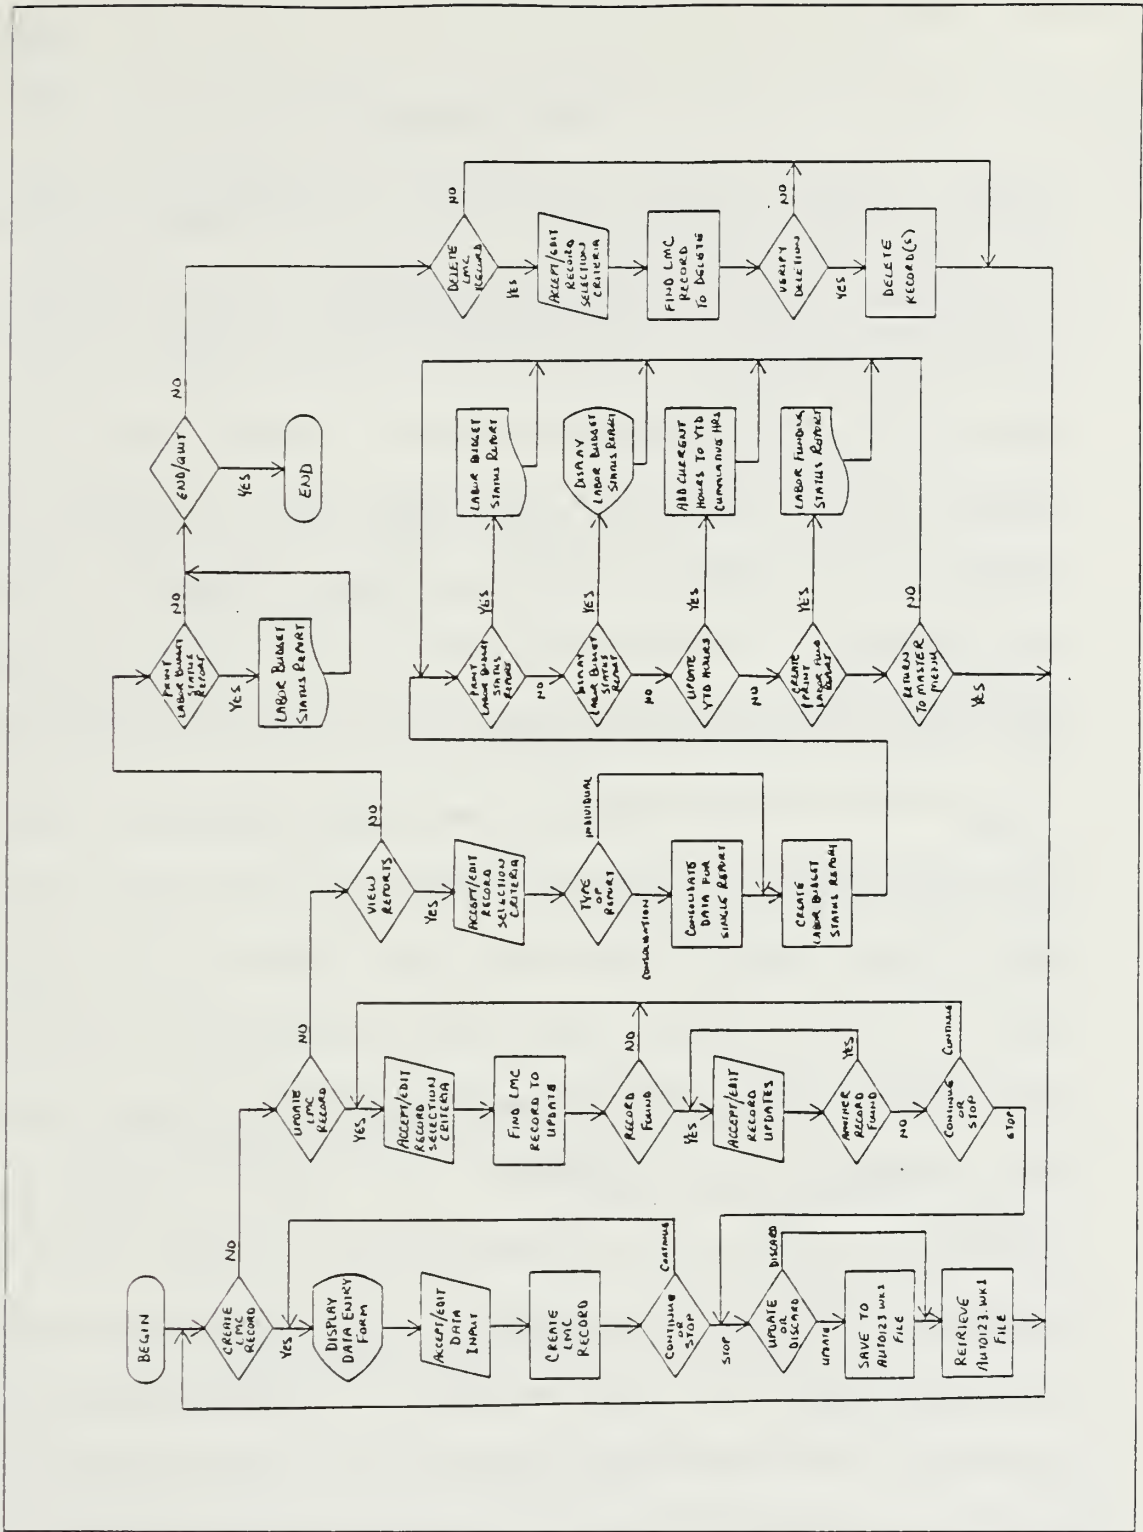 BEGIN
CREATE
LMC
RECORD
NO
YES
DISPLAY
DATA ENTRY
FORM
ACCEPT/EDIT
DATA
INPUT
CREATE
LMC
RECORD
CONTINUE
OR
STOP
CONTINUE
STOP
UPDATE
OR
DISCARD
DISCARD
UPDATE
SAVE TO
AUTO123.WK1
FILE
RETRIEVE
AUTO123.WK1
FILE
UPDATE
LMC
RECORD
NO
YES
ACCEPT/EDIT
RECORD
SELECTION
CRITERIA
FIND LMC
RECORD TO
UPDATE
RECORD
FOUND
NO
YES
ACCEPT/EDIT
RECORD
UPDATES
ANOTHER
RECORD
FOUND
YES
NO
CONTINUE
OR
STOP
CONTINUE
STOP
VIEW
REPORTS
NO
YES
ACCEPT/EDIT
RECORD
SELECTION
CRITERIA
TYPE
OF
REPORT
INDIVIDUAL
CONSOLIDATION
CONSOLIDATE
DATA FOR
SINGLE REPORT
CREATE
LABOR BUDGET
STATUS REPORT
PRINT
LABOR BUDGET
STATUS
REPORT
NO
YES
LABOR BUDGET
STATUS REPORT
END/QUIT
NO
YES
END
PRINT
LABOR BUDGET
STATUS
REPORT
YES
LABOR BUDGET
STATUS REPORT
NO
DISPLAY
LABOR BUDGET
STATUS
REPORT
YES
DISPLAY
LABOR BUDGET
STATUS REPORT
NO
UPDATE
YTD HOURS
YES
ADD CURRENT
HOURS TO YTD
CUMULATIVE HRS
NO
CREATE
PRINT
LABOR FUND
REPORT
YES
LABOR FUNDING
STATUS REPORT
RETURN
TO MASTER
MENU
NO
YES
DELETE
LMC
RECORD
NO
YES
ACCEPT/EDIT
RECORD
SELECTION
CRITERIA
FIND LMC
RECORD
TO DELETE
VERIFY
DELETION
NO
YES
DELETE
RECORD(S)